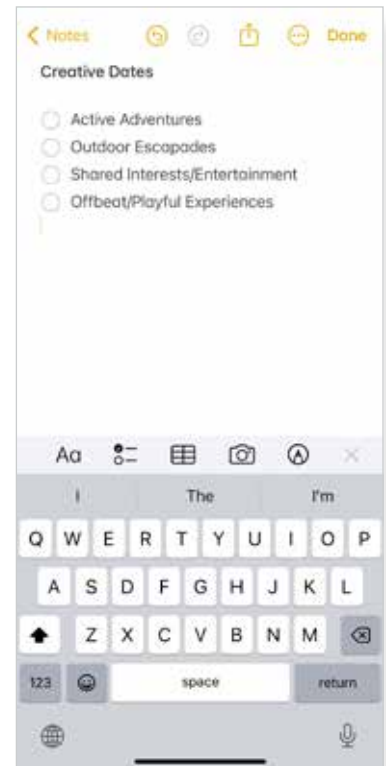 Notes Done
Creative Dates
Active Adventures
Outdoor Escapades
Shared Interests/Entertainment
Offbeat/Playful Experiences
Aa
I The I'm
Q W E R T Y U I O P
A S D F G H J K L
Z X C V B N M
123 space return